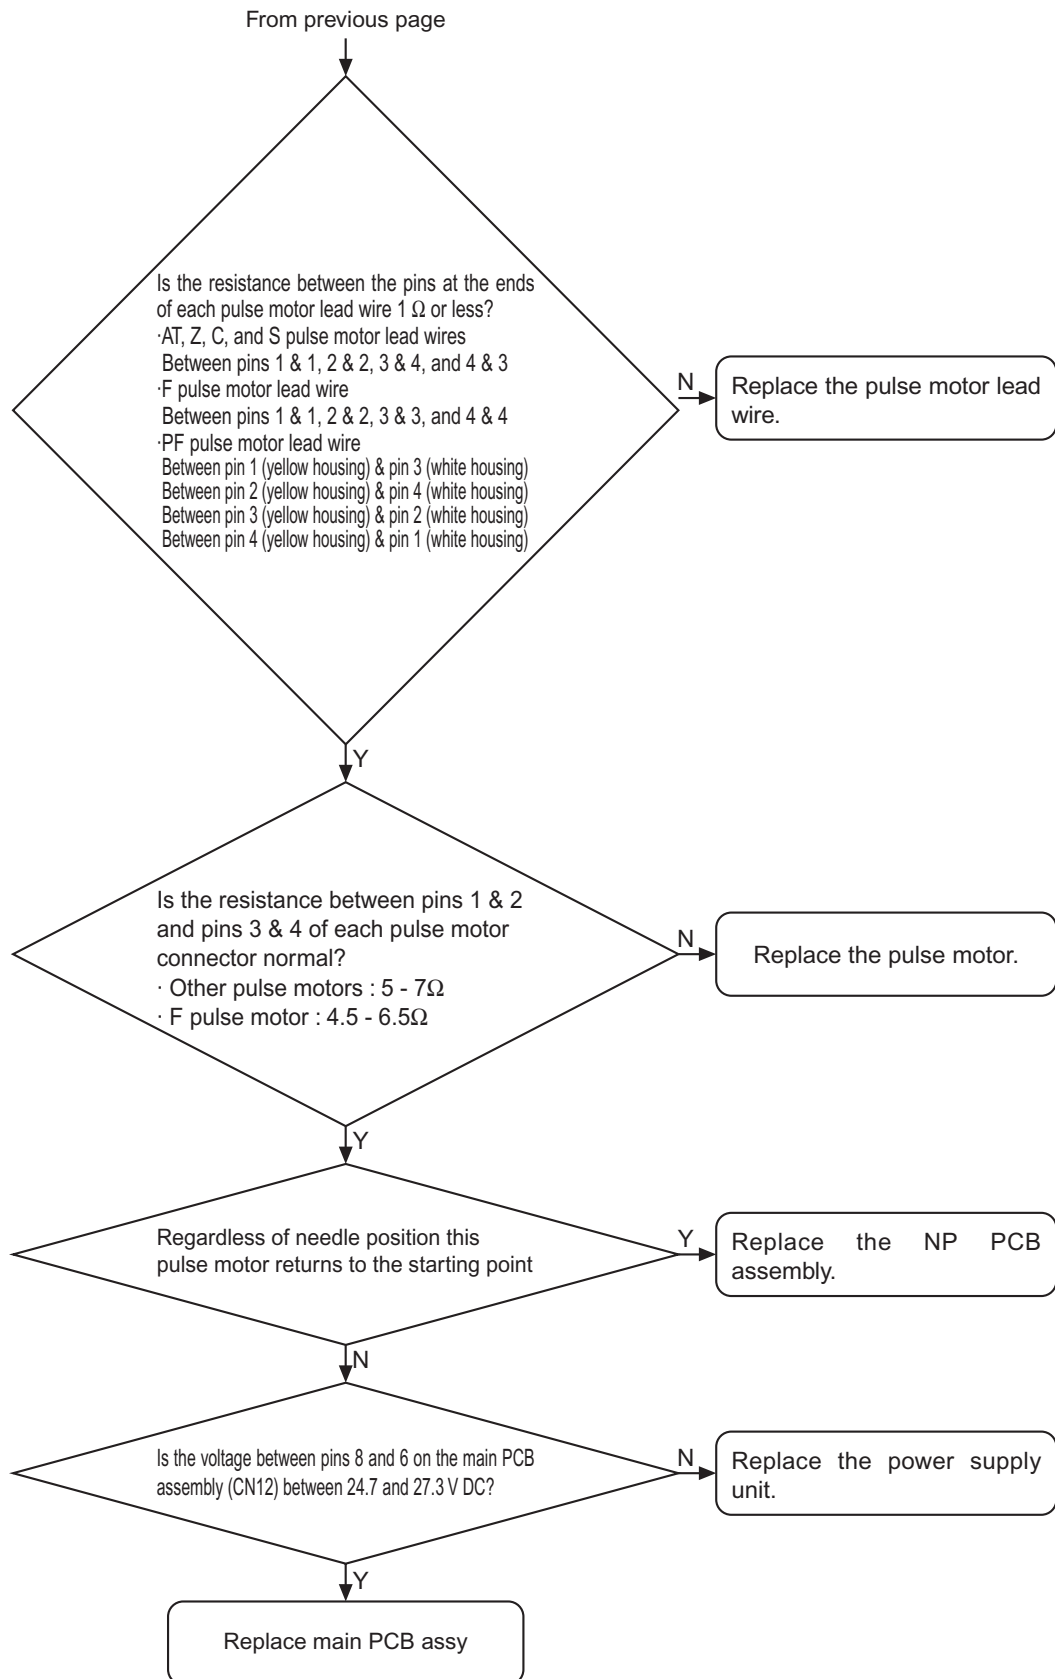 From previous page
Is the resistance between the pins at the ends
of each pulse motor lead wire 1 Ω or less?
·AT, Z, C, and S pulse motor lead wires
Between pins 1 & 1, 2 & 2, 3 & 4, and 4 & 3
·F pulse motor lead wire
Between pins 1 & 1, 2 & 2, 3 & 3, and 4 & 4
·PF pulse motor lead wire
Between pin 1 (yellow housing) & pin 3 (white housing)
Between pin 2 (yellow housing) & pin 4 (white housing)
Between pin 3 (yellow housing) & pin 2 (white housing)
Between pin 4 (yellow housing) & pin 1 (white housing)
N
Replace the pulse motor lead
wire.
Y
Is the resistance between pins 1 & 2
and pins 3 & 4 of each pulse motor
connector normal?
· Other pulse motors : 5 - 7Ω
· F pulse motor : 4.5 - 6.5Ω
N
Replace the pulse motor.
Y
Regardless of needle position this
pulse motor returns to the starting point
Y
Replace the NP PCB
assembly.
N
Is the voltage between pins 8 and 6 on the main PCB
assembly (CN12) between 24.7 and 27.3 V DC?
N
Replace the power supply
unit.
Y
Replace main PCB assy